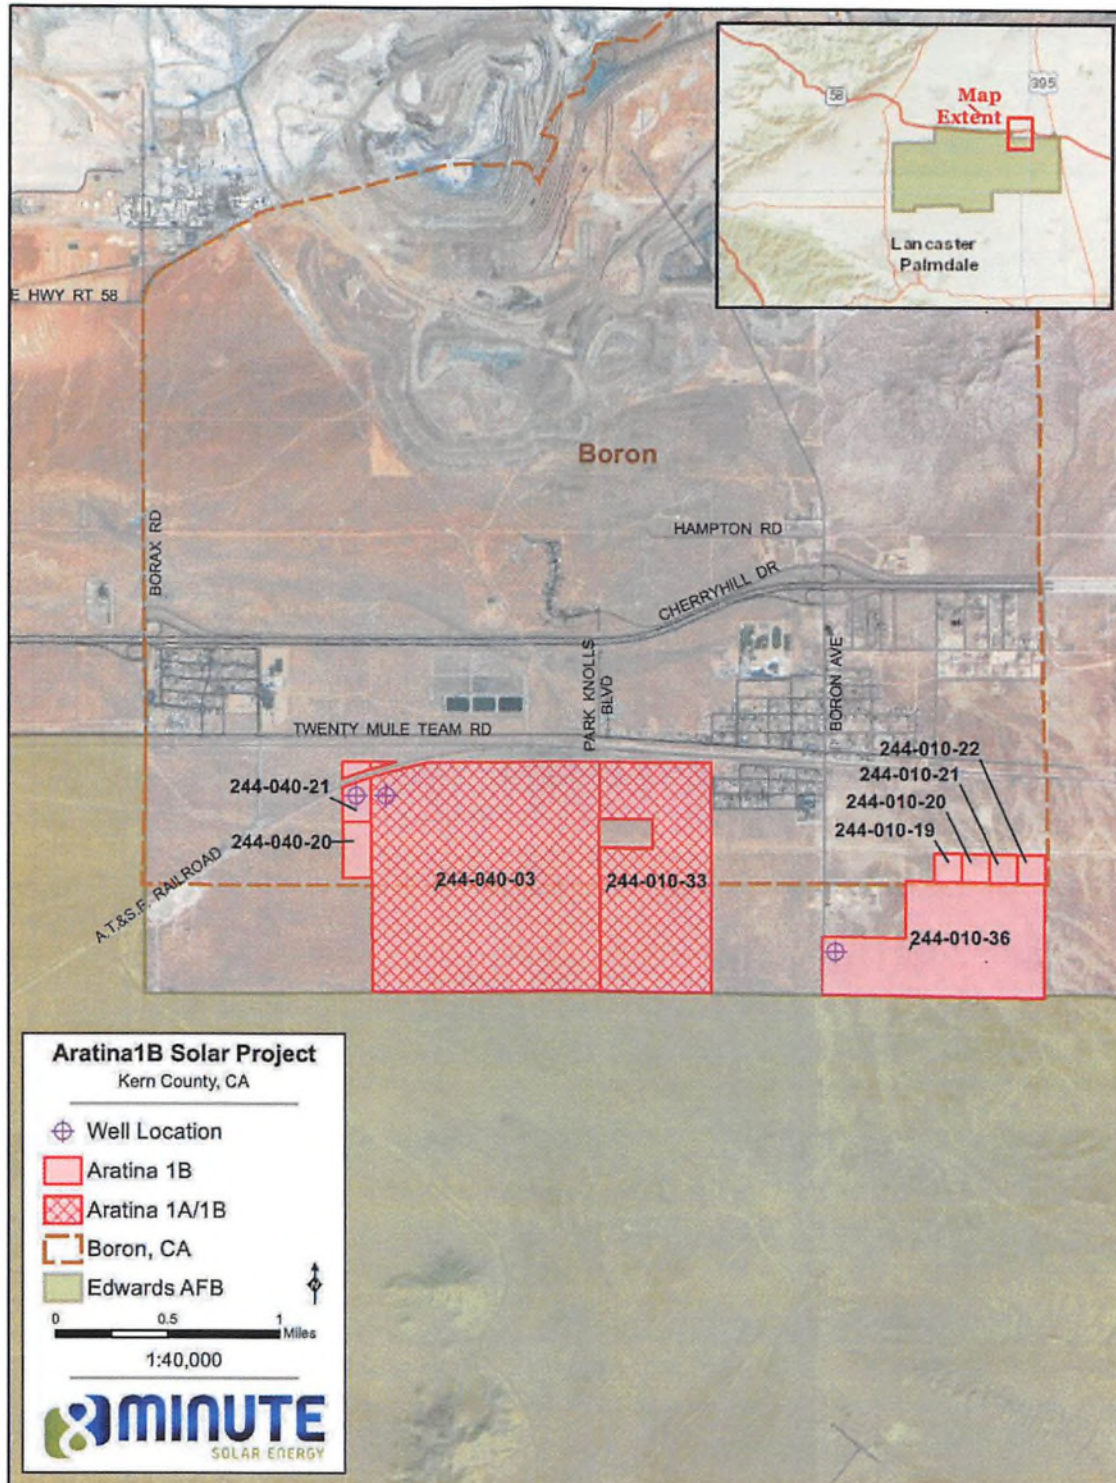 58
395
Map
Extent
Lancaster
Palmdale
E HWY RT 58
Boron
BORAX RD
HAMPTON RD
CHERRYHILL DR
PARK KNOLLS
BLVD
BORON AVE
TWENTY MULE TEAM RD
244-010-22
244-010-21
244-010-20
244-010-19
244-040-21
244-040-20
244-040-03
244-010-33
244-010-36
A.T.&S.F. RAILROAD
Aratina1B Solar Project
Kern County, CA
Well Location
Aratina 1B
Aratina 1A/1B
Boron, CA
Edwards AFB
N
0 0.5 1
Miles
1:40,000
8MINUTE
SOLAR ENERGY